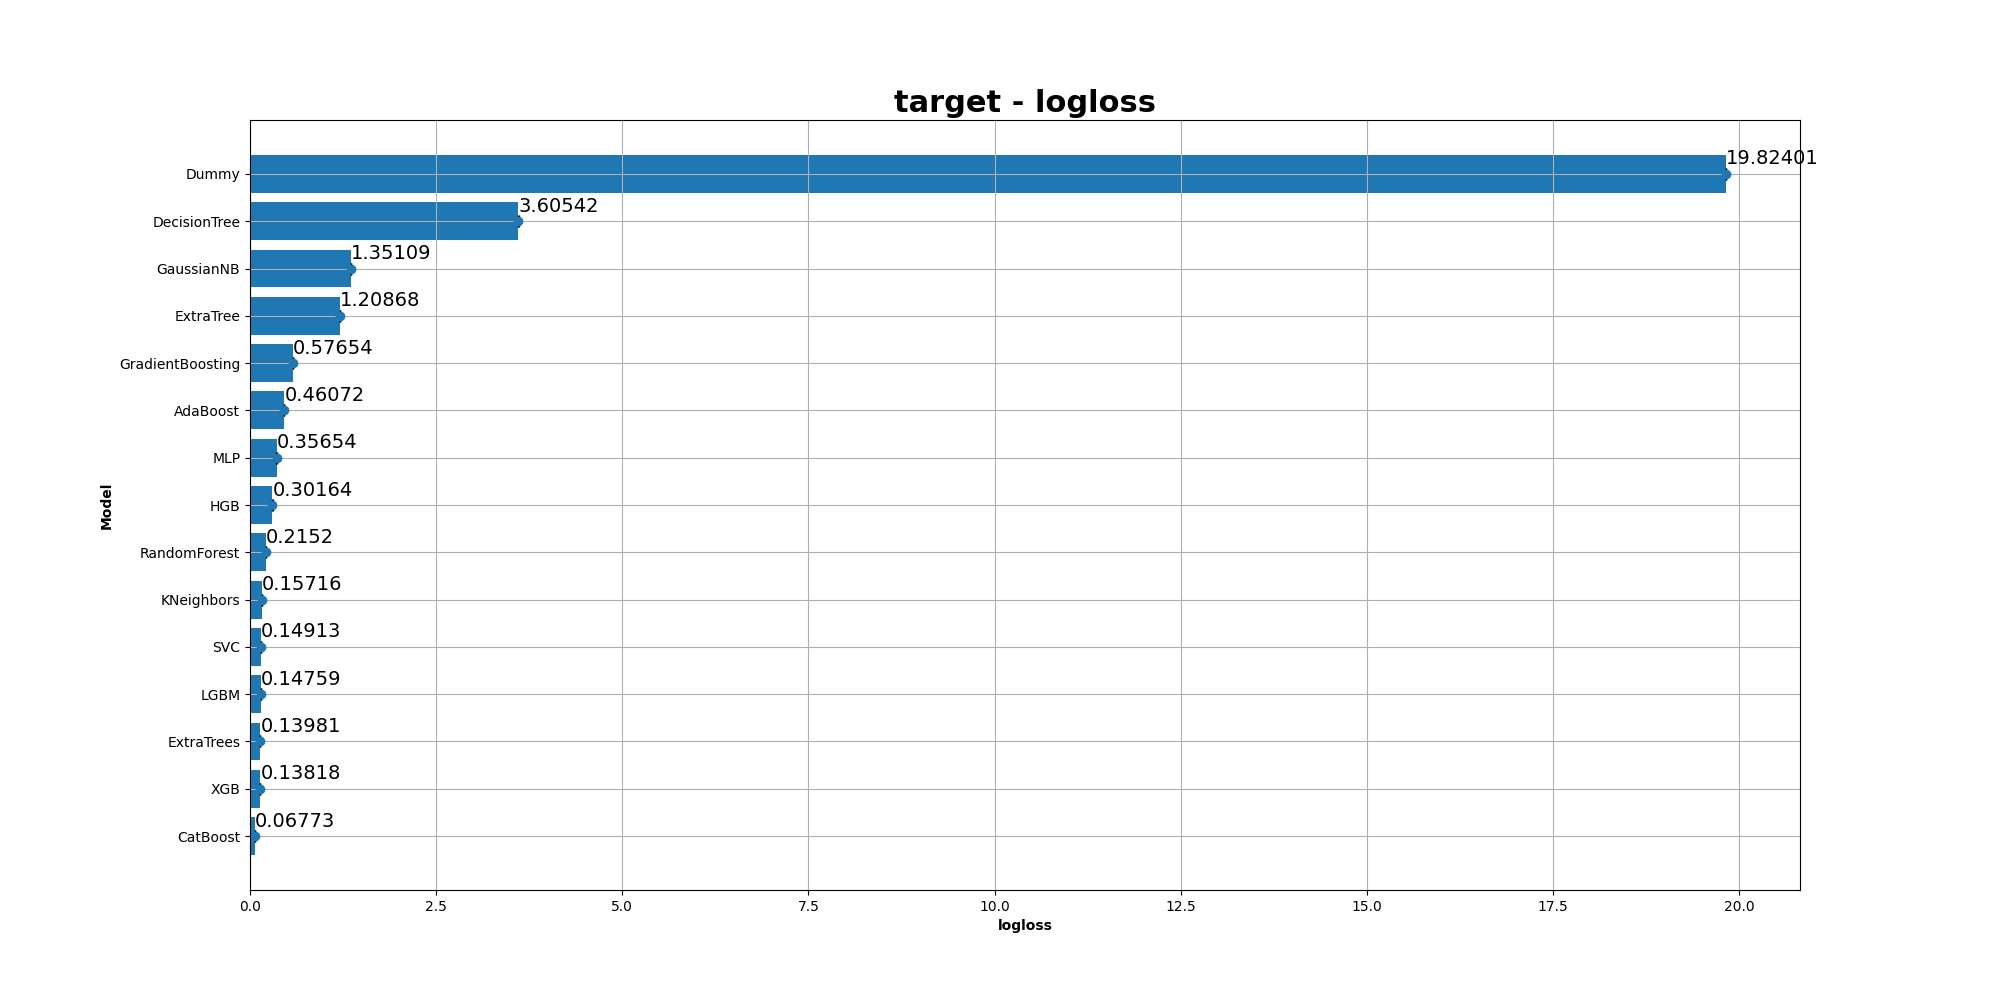 target - logloss
Dummy
19.82401
DecisionTree
3.60542
GaussianNB
1.35109
ExtraTree
1.20868
GradientBoosting
0.57654
AdaBoost
0.46072
MLP
0.35654
HGB
0.30164
RandomForest
0.2152
KNeighbors
0.15716
SVC
0.14913
LGBM
0.14759
ExtraTrees
0.13981
XGB
0.13818
CatBoost
0.06773
Model
0.0 2.5 5.0 7.5 10.0 12.5 15.0 17.5 20.0
logloss